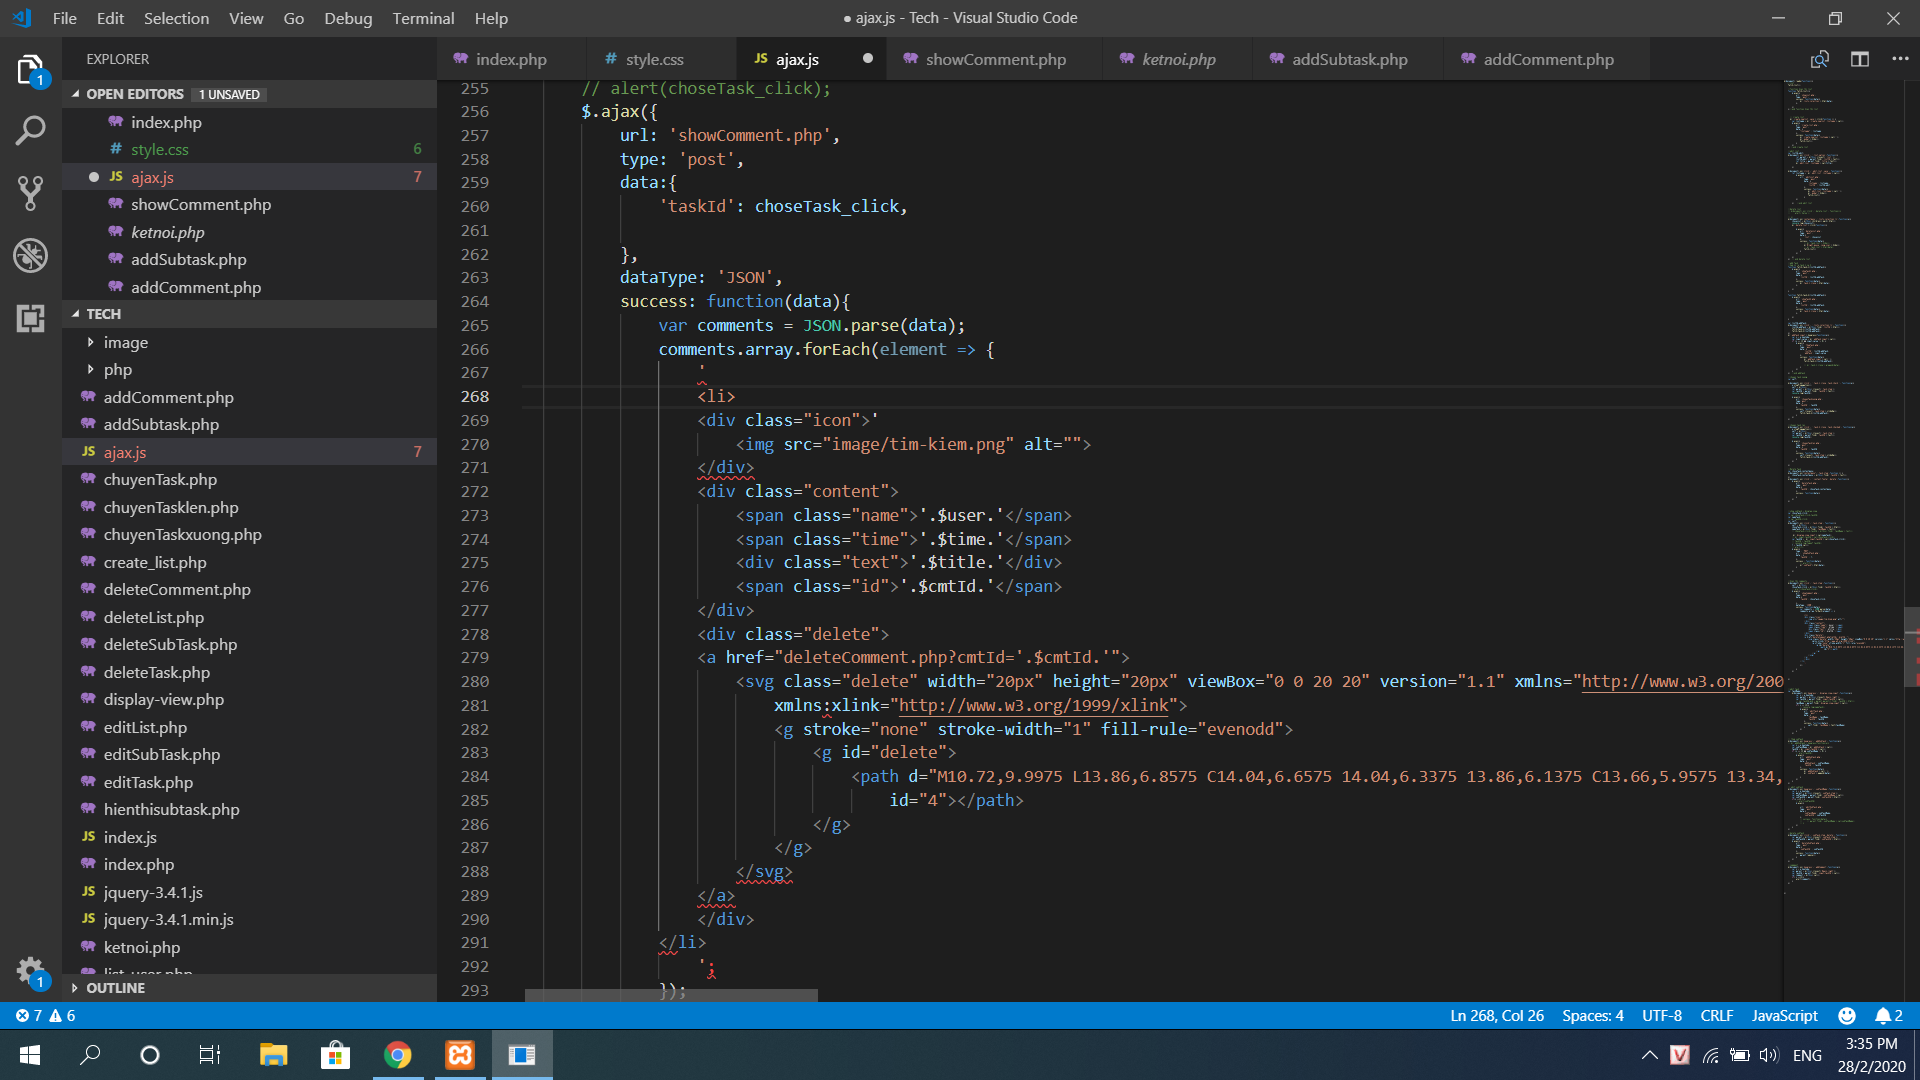 File Edit Selection View Go Debug Terminal Help
● ajax.js - Tech - Visual Studio Code
EXPLORER
OPEN EDITORS 1 UNSAVED
index.php
# style.css 6
● JS ajax.js 7
showComment.php
ketnoi.php
addSubtask.php
addComment.php
TECH
image
php
addComment.php
addSubtask.php
JS ajax.js 7
chuyenTask.php
chuyenTasklen.php
chuyenTaskxuong.php
create_list.php
deleteComment.php
deleteList.php
deleteSubTask.php
deleteTask.php
display-view.php
editList.php
editSubTask.php
editTask.php
hienthisubtask.php
JS index.js
index.php
JS jquery-3.4.1.js
JS jquery-3.4.1.min.js
ketnoi.php
list-user.php
OUTLINE
1
1
index.php # style.css JS ajax.js ● showComment.php ketnoi.php addSubtask.php addComment.php
255 // alert(choseTask_click);
256 $.ajax({
257 url: 'showComment.php',
258 type: 'post',
259 data:{
260 'taskId': choseTask_click,
261
262 },
263 dataType: 'JSON',
264 success: function(data){
265 var comments = JSON.parse(data);
266 comments.array.forEach(element => {
267 '
268 <li>
269 <div class="icon">'
270 <img src="image/tim-kiem.png" alt="">
271 </div>
272 <div class="content">
273 <span class="name">'.$user.'</span>
274 <span class="time">'.$time.'</span>
275 <div class="text">'.$title.'</div>
276 <span class="id">'.$cmtId.'</span>
277 </div>
278 <div class="delete">
279 <a href="deleteComment.php?cmtId='.$cmtId.'">
280 <svg class="delete" width="20px" height="20px" viewBox="0 0 20 20" version="1.1" xmlns="http://www.w3.org/200
281 xmlns:xlink="http://www.w3.org/1999/xlink">
282 <g stroke="none" stroke-width="1" fill-rule="evenodd">
283 <g id="delete">
284 <path d="M10.72,9.9975 L13.86,6.8575 C14.04,6.6575 14.04,6.3375 13.86,6.1375 C13.66,5.9575 13.34,
285 id="4"></path>
286 </g>
287 </g>
288 </svg>
289 </a>
290 </div>
291 </li>
292 ';
293 });
7 6
Ln 268, Col 26 Spaces: 4 UTF-8 CRLF JavaScript 2
ENG
3:35 PM
28/2/2020